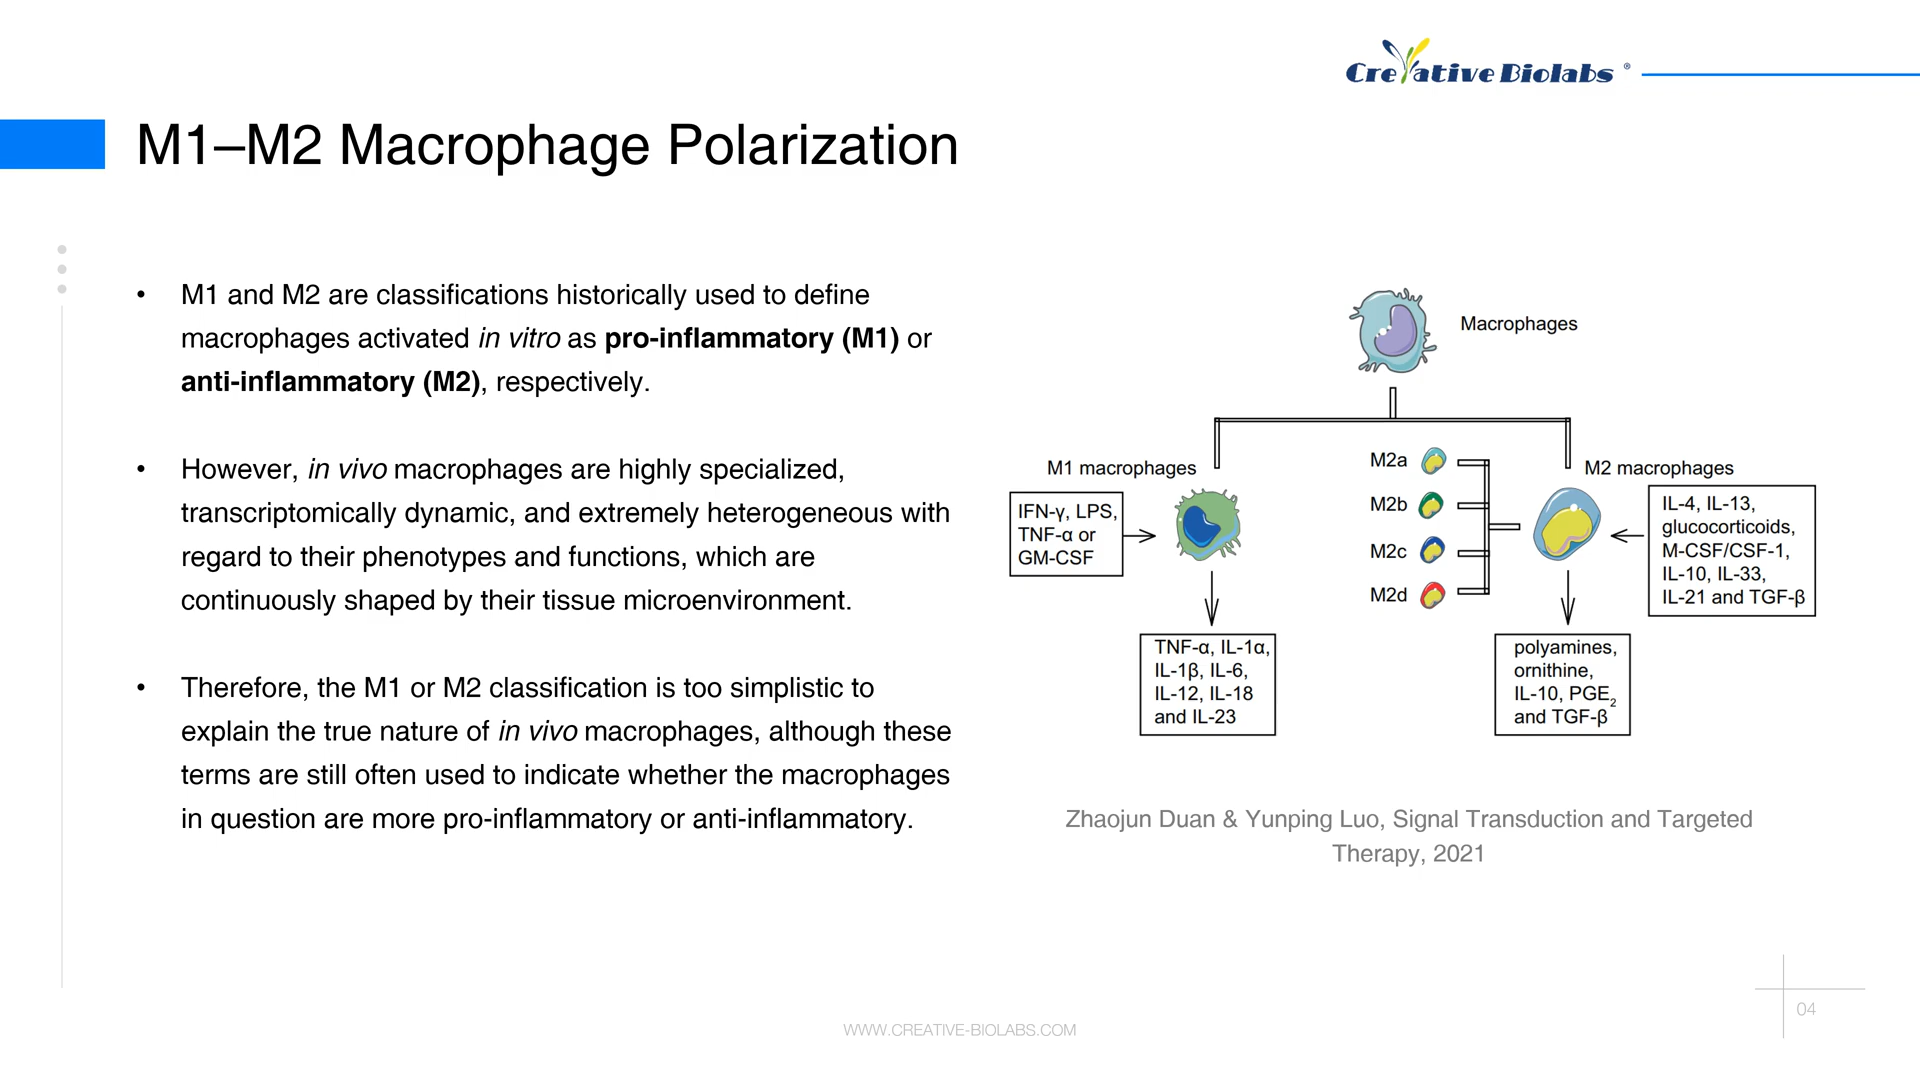 Creative Biolabs ®
M1–M2 Macrophage Polarization
• M1 and M2 are classifications historically used to define
macrophages activated in vitro as pro-inflammatory (M1) or
anti-inflammatory (M2), respectively.
• However, in vivo macrophages are highly specialized,
transcriptomically dynamic, and extremely heterogeneous with
regard to their phenotypes and functions, which are
continuously shaped by their tissue microenvironment.
• Therefore, the M1 or M2 classification is too simplistic to
explain the true nature of in vivo macrophages, although these
terms are still often used to indicate whether the macrophages
in question are more pro-inflammatory or anti-inflammatory.
Macrophages
M1 macrophages
IFN-γ, LPS,
TNF-α or
GM-CSF
TNF-α, IL-1α,
IL-1β, IL-6,
IL-12, IL-18
and IL-23
M2a
M2b
M2c
M2d
M2 macrophages
IL-4, IL-13,
glucocorticoids,
M-CSF/CSF-1,
IL-10, IL-33,
IL-21 and TGF-β
polyamines,
ornithine,
IL-10, PGE2
and TGF-β
Zhaojun Duan & Yunping Luo, Signal Transduction and Targeted
Therapy, 2021
WWW.CREATIVE-BIOLABS.COM
04